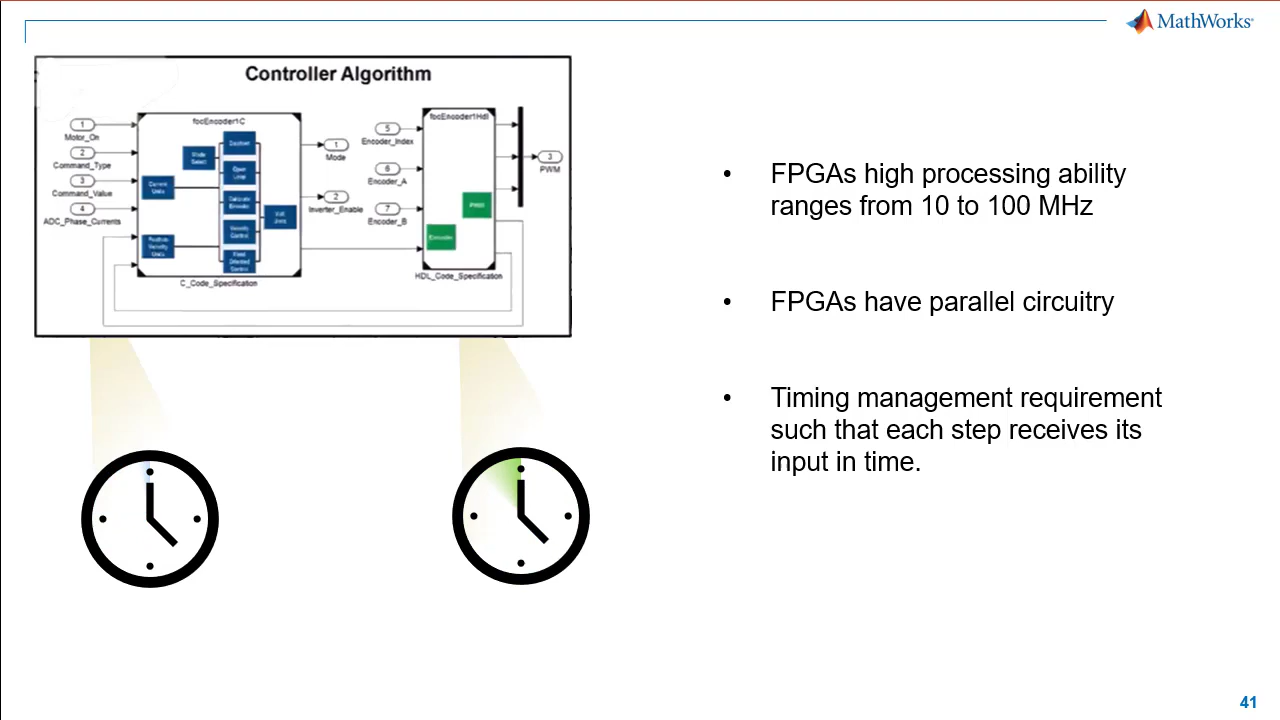 MathWorks
Controller Algorithm
focEncoder1C
focEncoder1Hdl
1
Motor_On
2
Command_Type
3
Command_Value
4
ADC_Phase_Currents
Mode
Select
Open
Loop
Current
Units
Velocity
Control
Position
Velocity
Units
Volt
Units
1
Mode
2
Inverter_Enable
C_Code_Specification
5
Encoder_Index
6
Encoder_A
7
Encoder_B
PWM
Encoder
HDL_Code_Specification
3
PWM
• FPGAs high processing ability
ranges from 10 to 100 MHz
• FPGAs have parallel circuitry
• Timing management requirement
such that each step receives its
input in time.
41